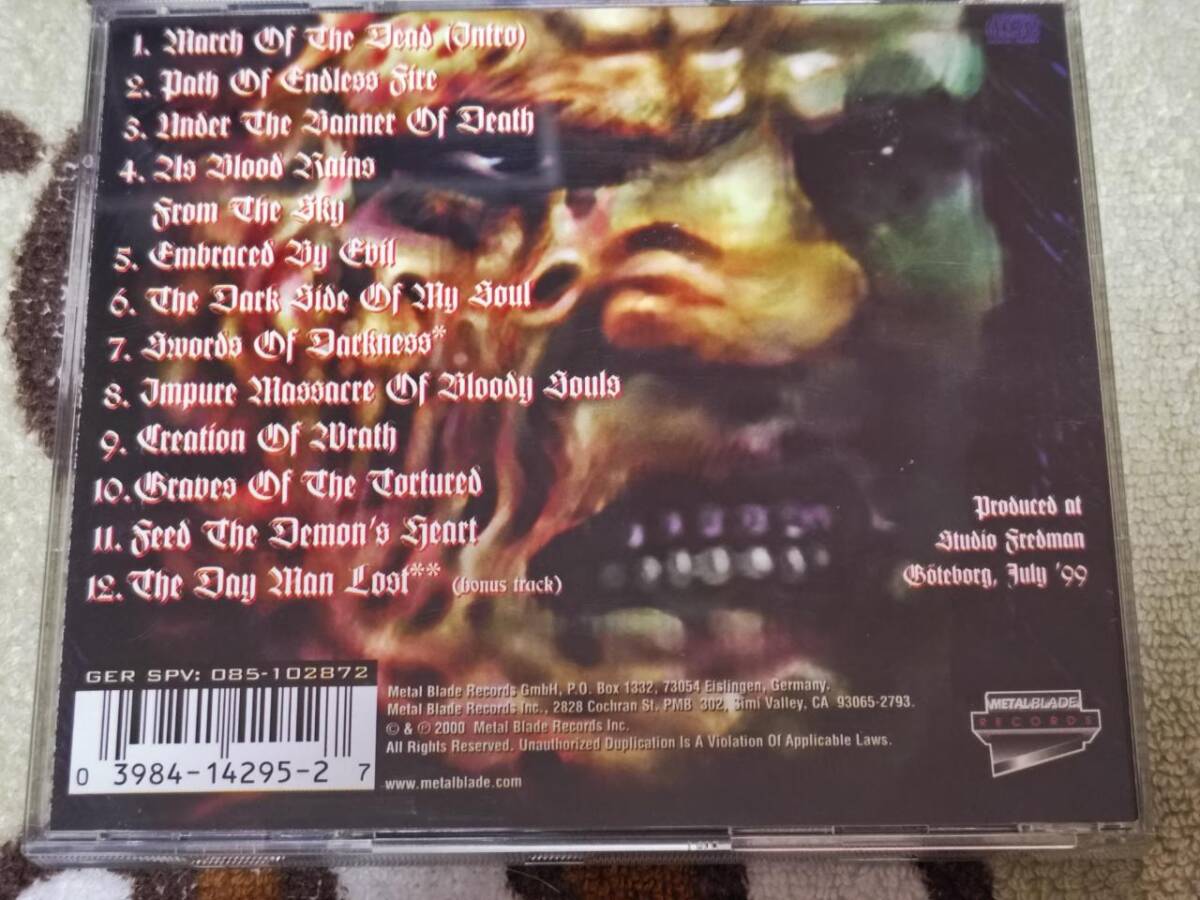 1. March Of The Dead (Intro)
2. Path Of Endless Fire
3. Under The Banner Of Death
4. As Blood Rains
From The Sky
5. Embraced By Evil
6. The Dark Side Of My Soul
7. Swords Of Darkness*
8. Impure Massacre Of Bloody Souls
9. Creation Of Wrath
10. Graves Of The Tortured
11. Feed The Demon's Heart
12. The Day Man Lost** (bonus track)
Produced at
Studio Fredman
Göteborg, July '99
GER SPV: 085-102872
0 3984-14295-2 7
Metal Blade Records GmbH, P.O. Box 1332, 73054 Eislingen, Germany.
Metal Blade Records Inc., 2828 Cochran St. PMB 302, Simi Valley, CA 93065-2793.
© & ℗ 2000 Metal Blade Records Inc.
All Rights Reserved. Unauthorized Duplication Is A Violation Of Applicable Laws.
www.metalblade.com
METAL BLADE
RECORDS